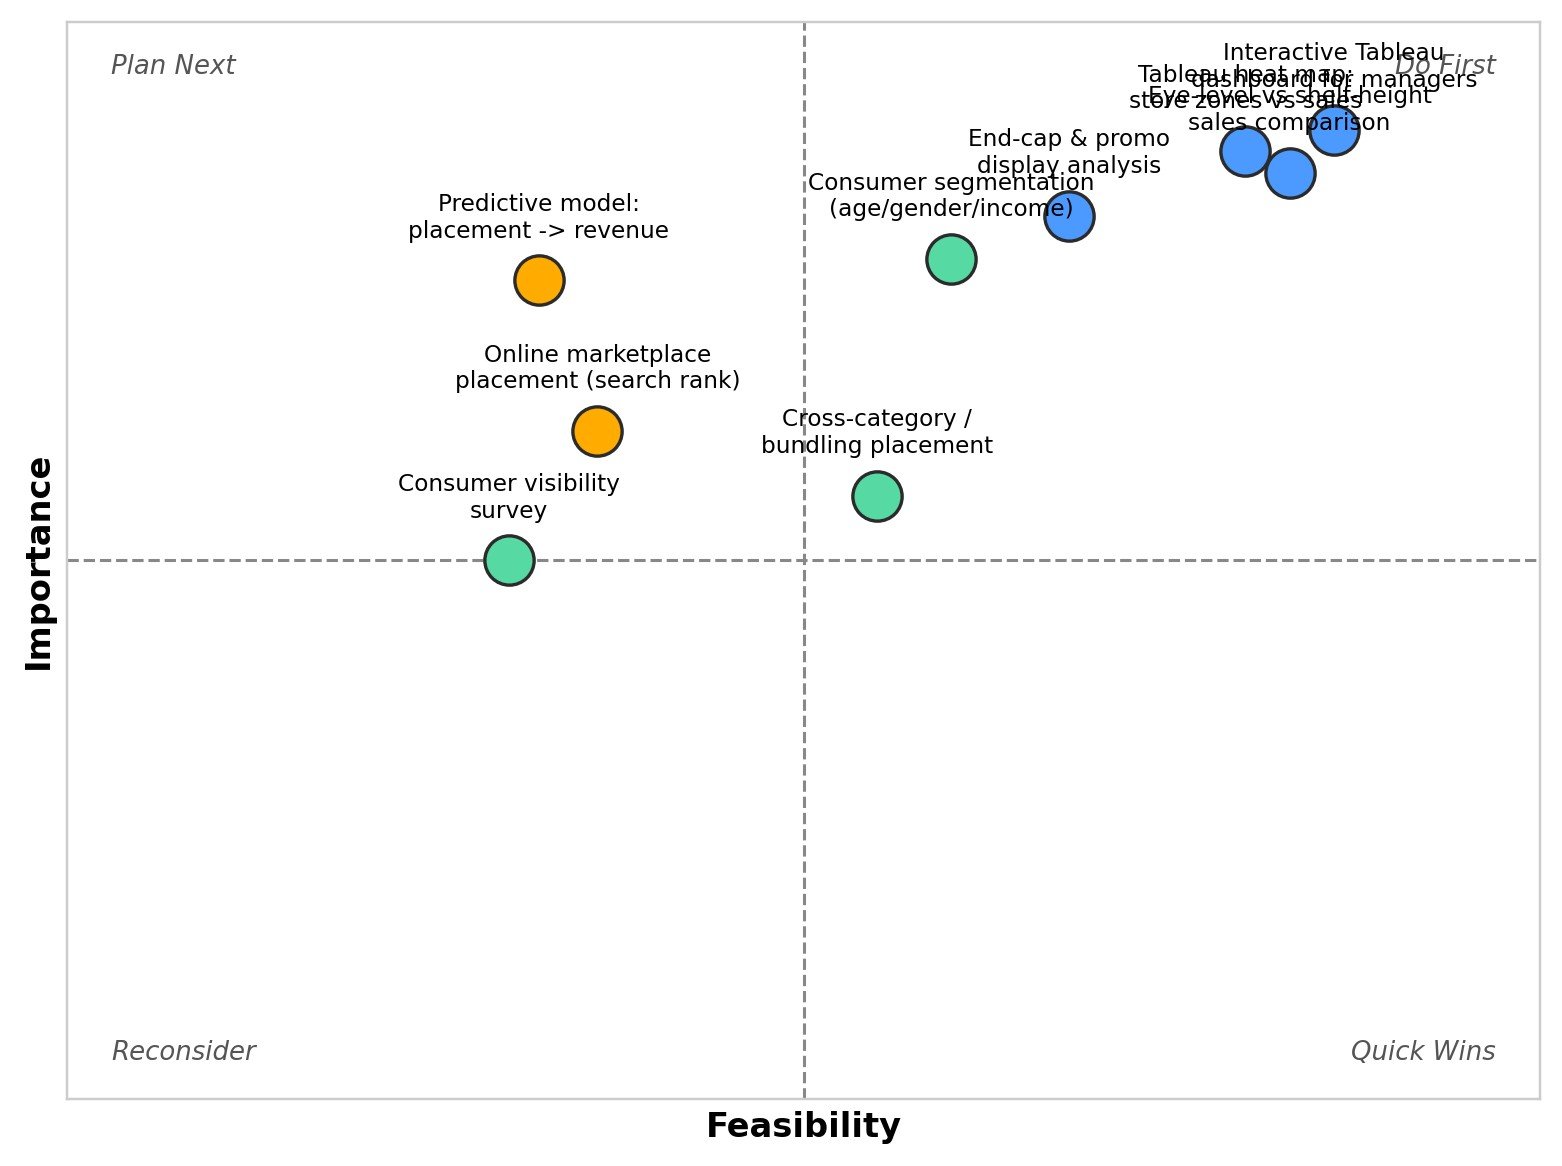 Plan Next
Do First
Interactive Tableau
dashboard for managers
Tableau heat map:
store zones vs sales
Eye-level vs shelf-height
sales comparison
End-cap & promo
display analysis
Consumer segmentation
(age/gender/income)
Predictive model:
placement -> revenue
Online marketplace
placement (search rank)
Cross-category /
bundling placement
Consumer visibility
survey
Importance
Reconsider
Quick Wins
Feasibility